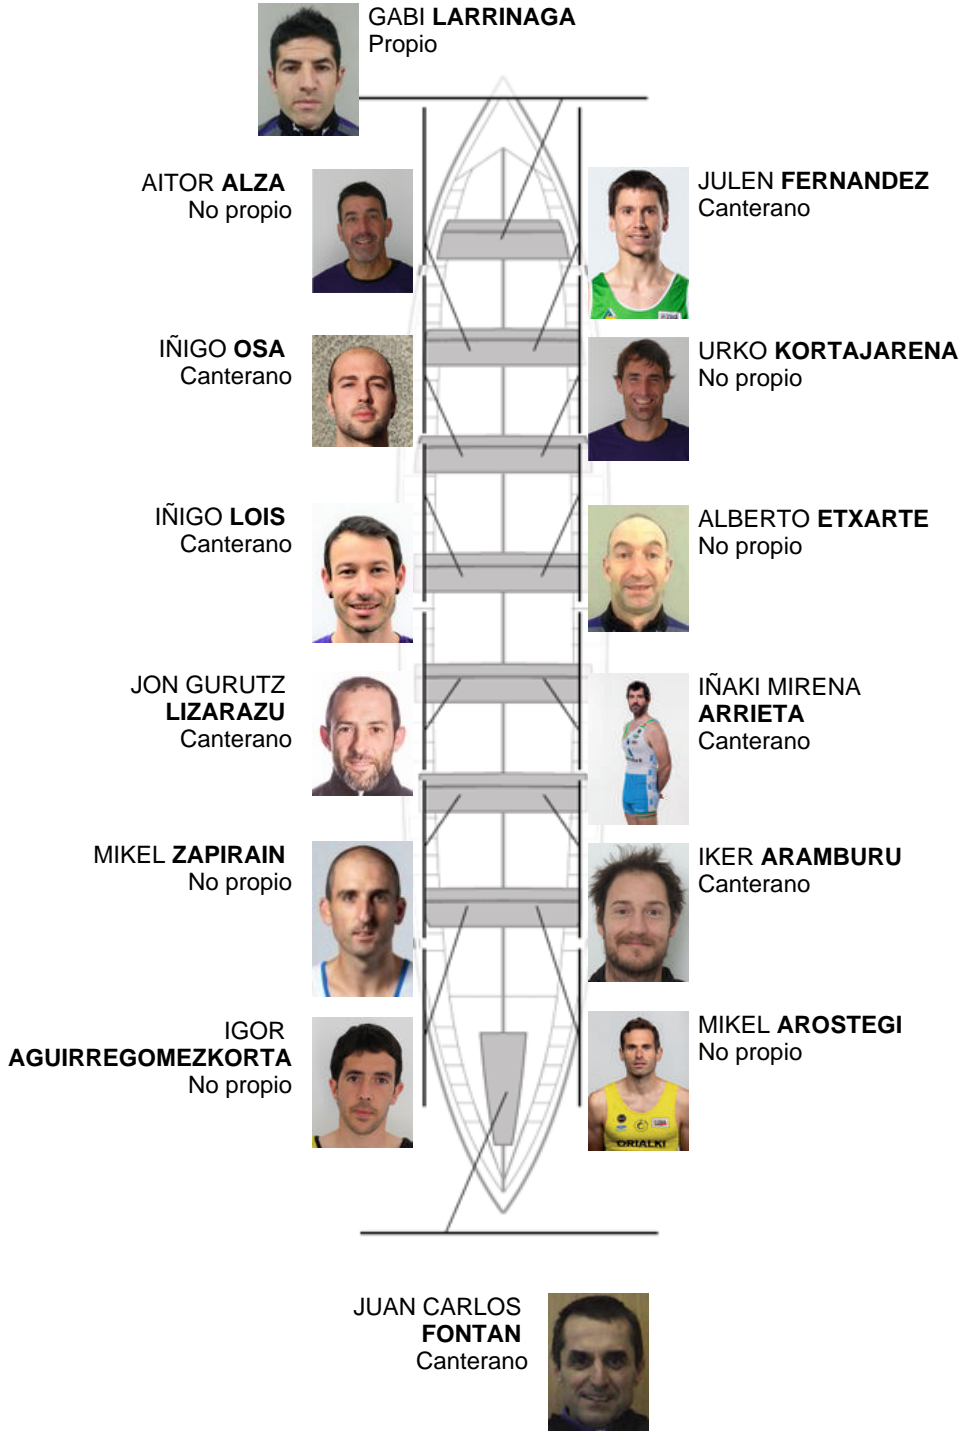 GABI LARRINAGA
Propio
AITOR ALZA
No propio
JULEN FERNANDEZ
Canterano
IÑIGO OSA
Canterano
URKO KORTAJARENA
No propio
IÑIGO LOIS
Canterano
ALBERTO ETXARTE
No propio
JON GURUTZ
LIZARAZU
Canterano
IÑAKI MIRENA
ARRIETA
Canterano
MIKEL ZAPIRAIN
No propio
IKER ARAMBURU
Canterano
IGOR
AGUIRREGOMEZKORTA
No propio
MIKEL AROSTEGI
No propio
ORIALKI
JUAN CARLOS
FONTAN
Canterano